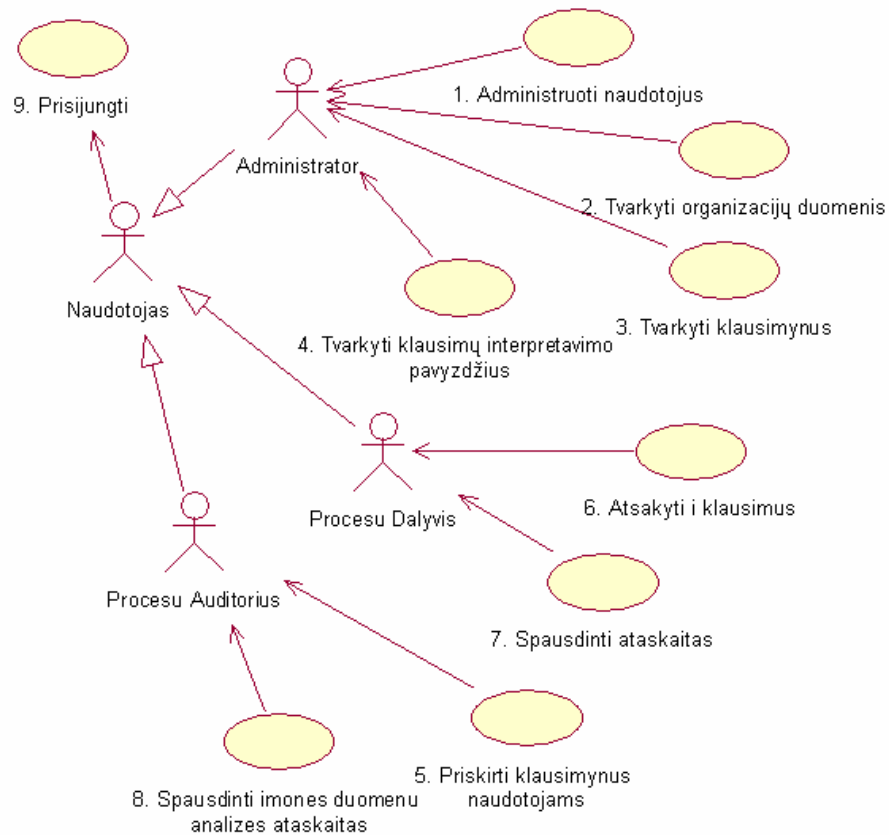 1. Administruoti naudotojus
9. Prisijungti
Administrator
2. Tvarkyti organizacijų duomenis
Naudotojas
3. Tvarkyti klausimynus
4. Tvarkyti klausimų interpretavimo
pavyzdžius
6. Atsakyti i klausimus
Procesu Dalyvis
Procesu Auditorius
7. Spausdinti ataskaitas
5. Priskirti klausimynus
naudotojams
8. Spausdinti imones duomenu
analizes ataskaitas